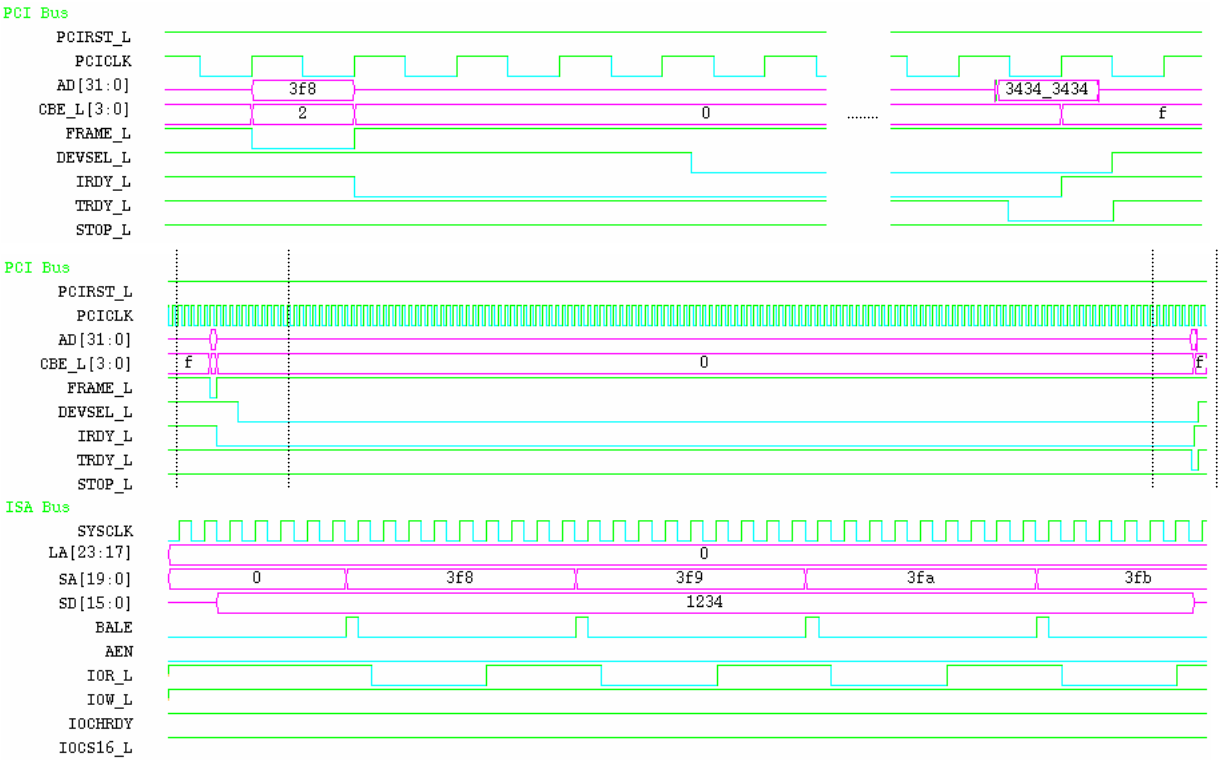 PCI Bus
PCIRST_L
PCICLK
AD[31:0] 3f8 3434_3434
CBE_L[3:0] 2 0 ........ f
FRAME_L
DEVSEL_L
IRDY_L
TRDY_L
STOP_L
PCI Bus
PCIRST_L
PCICLK
AD[31:0]
CBE_L[3:0] f 0 f
FRAME_L
DEVSEL_L
IRDY_L
TRDY_L
STOP_L
ISA Bus
SYSCLK
LA[23:17] 0
SA[19:0] 0 3f8 3f9 3fa 3fb
SD[15:0] 1234
BALE
AEN
IOR_L
IOW_L
IOCHRDY
IOCS16_L